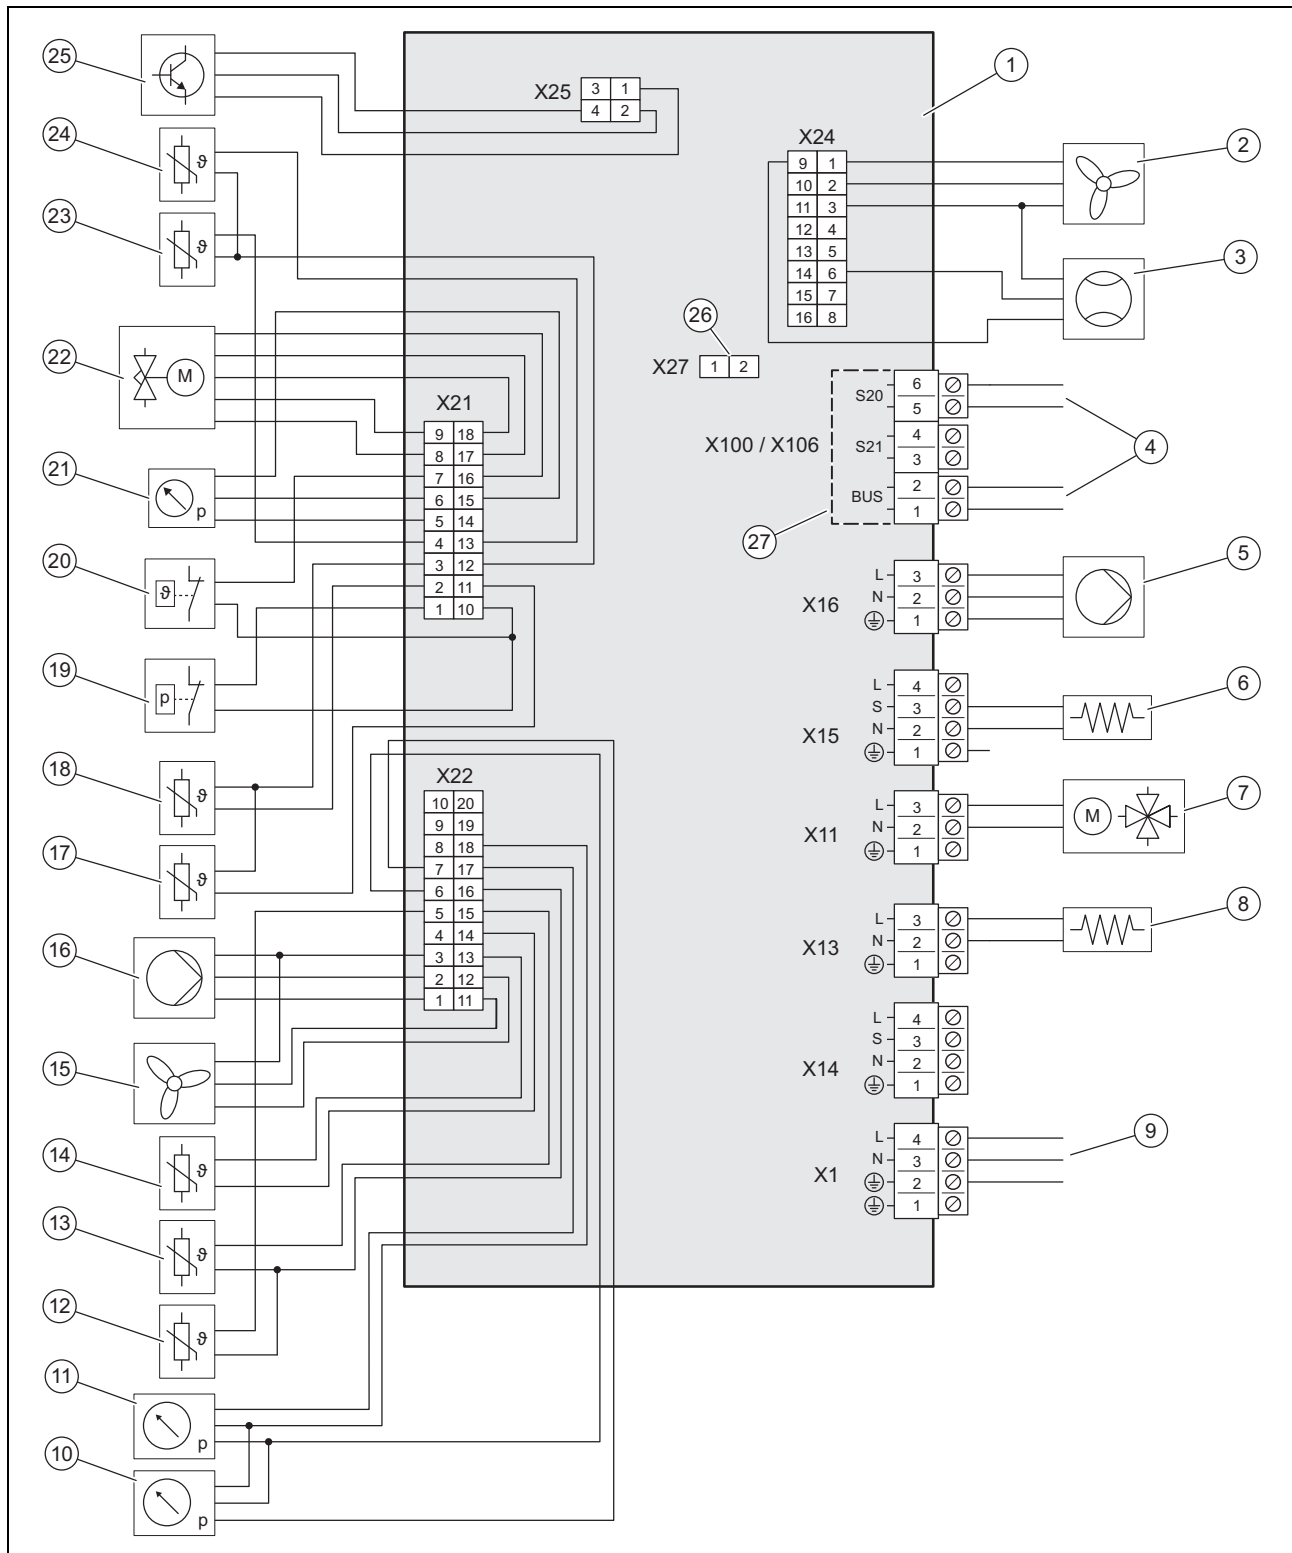 25
1
X25
3 1
4 2
24
X24
2
9 1
10 2
11 3
12 4
13 5
14 6
15 7
16 8
ϑ
23
ϑ
3
26
X27
1 2
22
M
X21
9 18
8 17
7 16
6 15
5 14
4 13
3 12
2 11
1 10
X100 / X106
S20
6
5
S21
4
3
BUS
2
1
4
27
21
p
20
ϑ
X16
L 3
N 2
1
5
19
p
X15
L 4
S 3
N 2
1
6
18
ϑ
X22
10 20
9 19
8 18
7 17
6 16
5 15
4 14
3 13
2 12
1 11
X11
L 3
N 2
1
M
7
17
ϑ
X13
L 3
N 2
1
8
16
15
X14
L 4
S 3
N 2
1
14
ϑ
X1
L 4
N 3
2
1
9
13
ϑ
12
ϑ
11
p
10
p